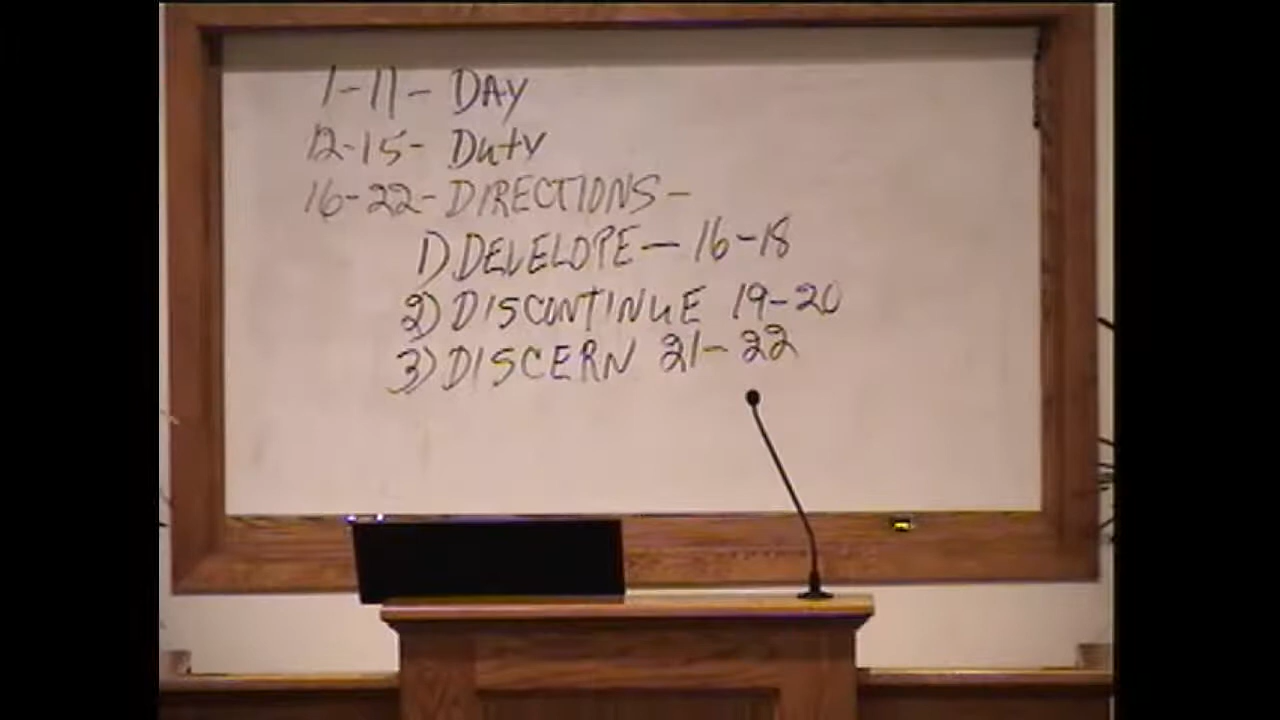 1-11- DAY
12-15- Duty
16-22- DIRECTIONS-
1) DEVELOPE - 16-18
2) DISCONTINUE 19-20
3) DISCERN 21-22